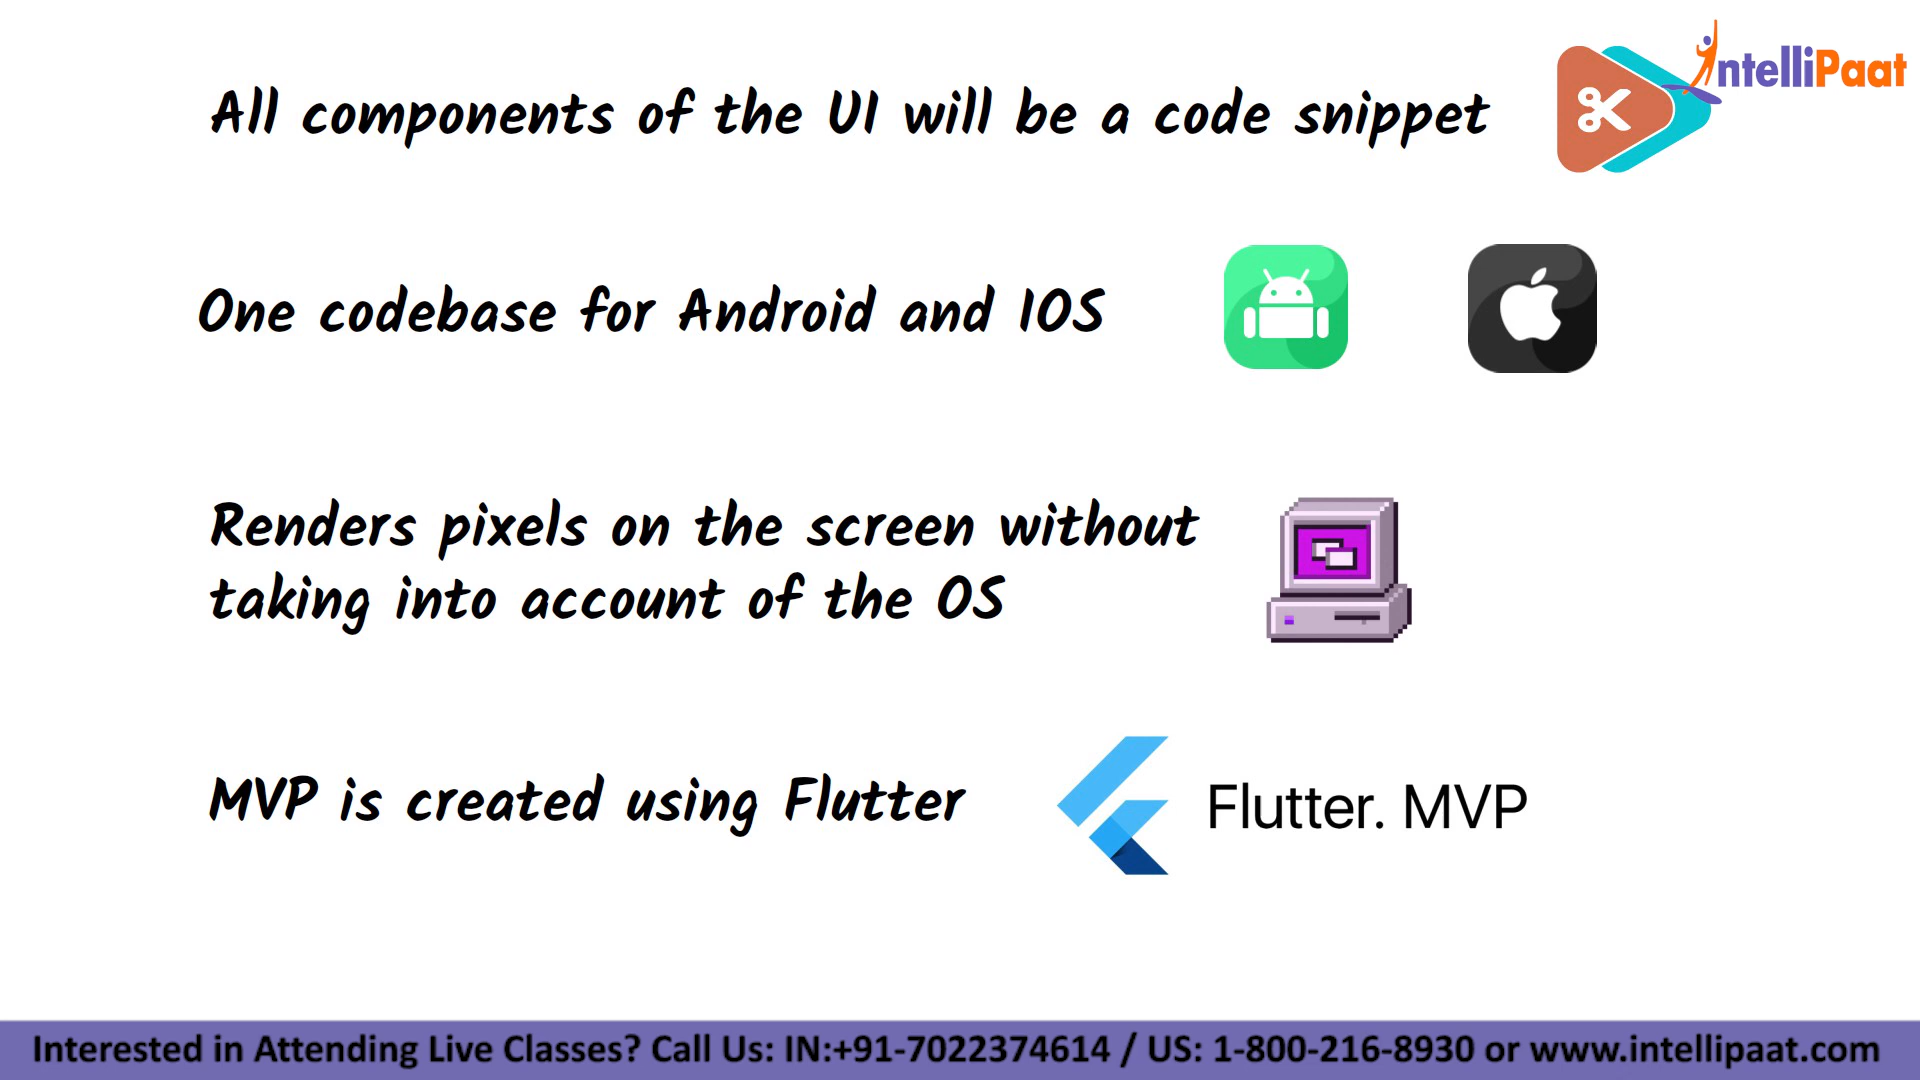 IntelliPaat
All components of the UI will be a code snippet
One codebase for Android and IOS
Renders pixels on the screen without
taking into account of the OS
MVP is created using Flutter
Flutter. MVP
Interested in Attending Live Classes? Call Us: IN:+91-7022374614 / US: 1-800-216-8930 or www.intellipaat.com